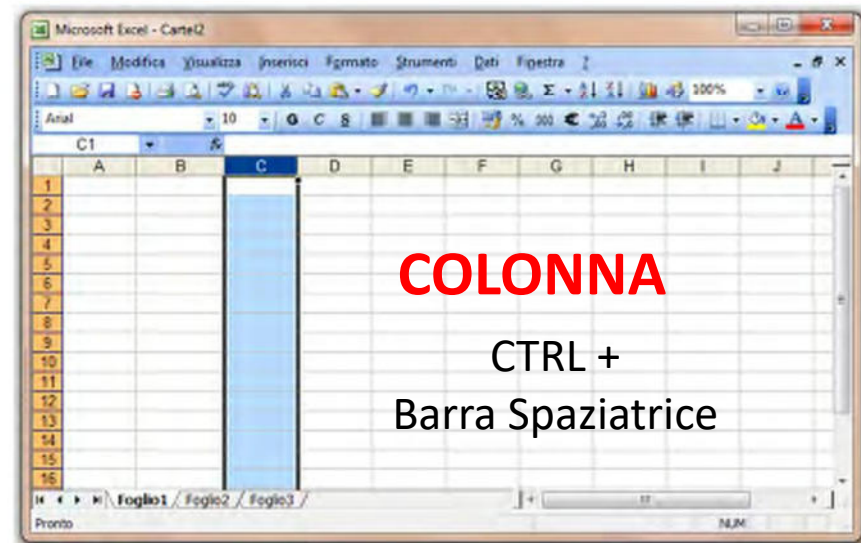 Microsoft Excel - Cartel2
File Modifica Visualizza Inserisci Formato Strumenti Dati Finestra ?
100%
Arial 10 G C S % 000 €
C1 fx
A B C D E F G H I J
1
2
3
4
5
6
7
8
9
10
11
12
13
14
15
16
COLONNA
CTRL +
Barra Spaziatrice
Foglio1 / Foglio2 / Foglio3 /
Pronto NUM